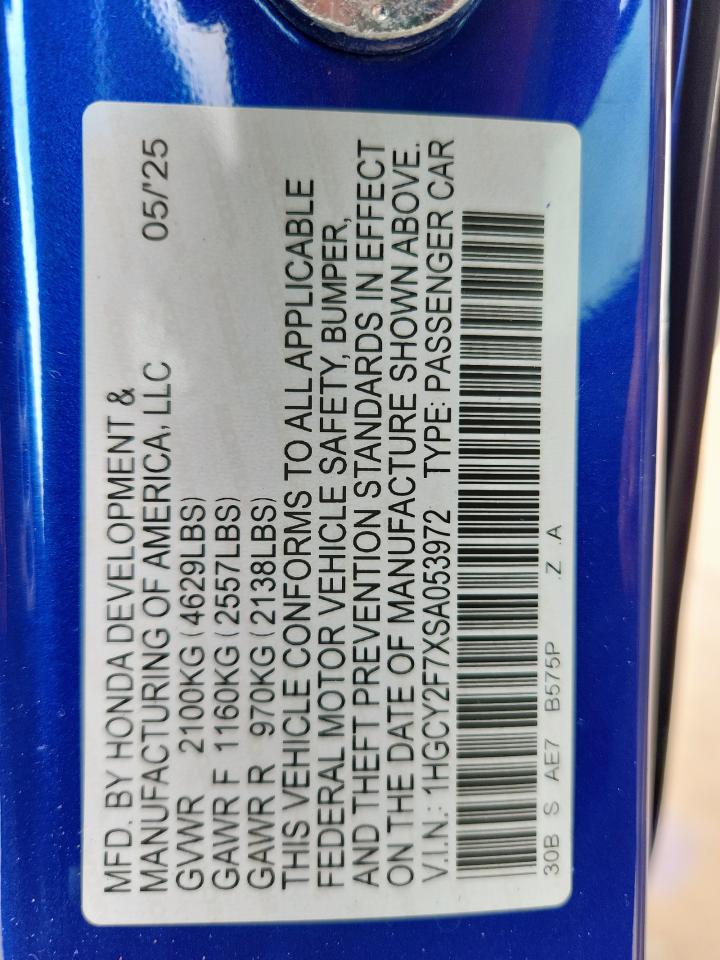 MFD. BY HONDA DEVELOPMENT &
MANUFACTURING OF AMERICA, LLC 05/'25
GVWR 2100KG (4629LBS)
GAWR F 1160KG (2557LBS)
GAWR R 970KG (2138LBS)
THIS VEHICLE CONFORMS TO ALL APPLICABLE
FEDERAL MOTOR VEHICLE SAFETY, BUMPER,
AND THEFT PREVENTION STANDARDS IN EFFECT
ON THE DATE OF MANUFACTURE SHOWN ABOVE.
V.I.N.: 1HGCY2F7XSA053972 TYPE: PASSENGER CAR
30B S AE7 B575P .Z .A